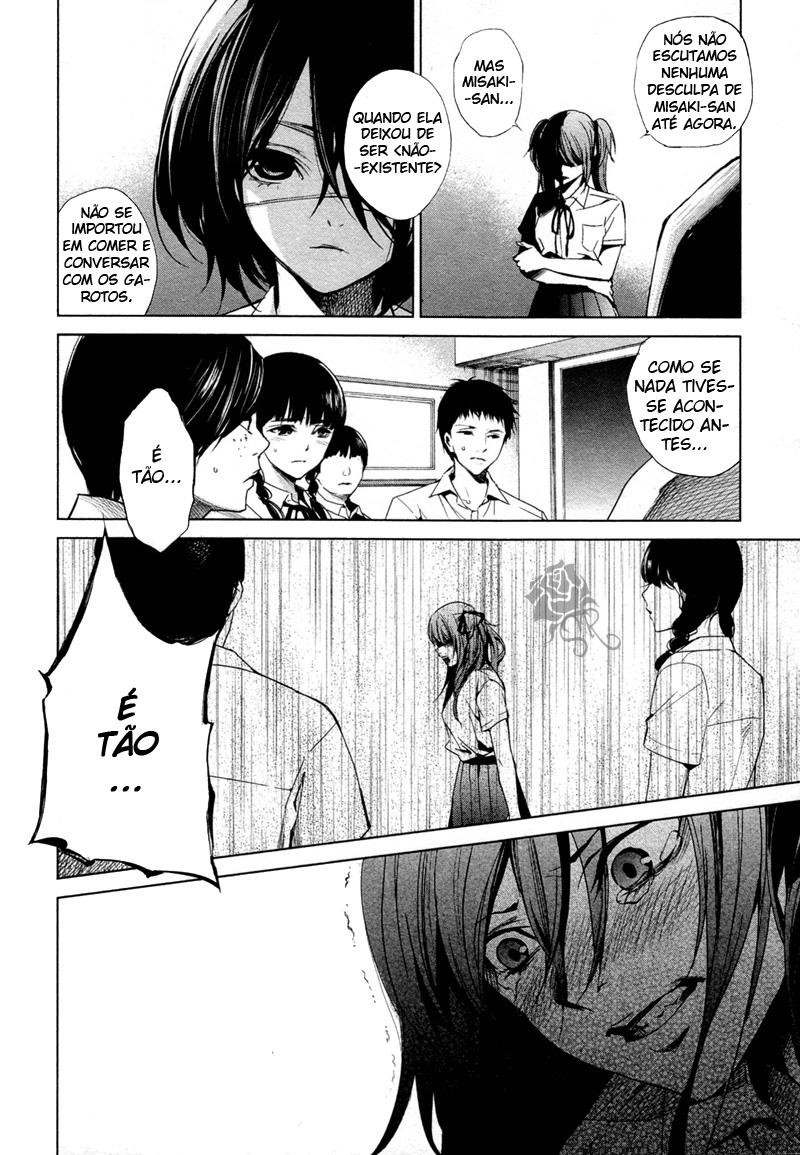 NÓS NÃO
ESCUTAMOS
NENHUMA
DESCULPA DE
MISAKI-SAN
ATÉ AGORA.
MAS
MISAKI-
-SAN...
QUANDO ELA
DEIXOU DE
SER <NÃO-
-EXISTENTE>
NÃO SE
IMPORTOU
EM COMER E
CONVERSAR
COM OS GA-
ROTOS.
COMO SE
NADA TIVES-
SE ACON-
TECIDO AN-
TES...
É
TÃO...
É
TÃO
...